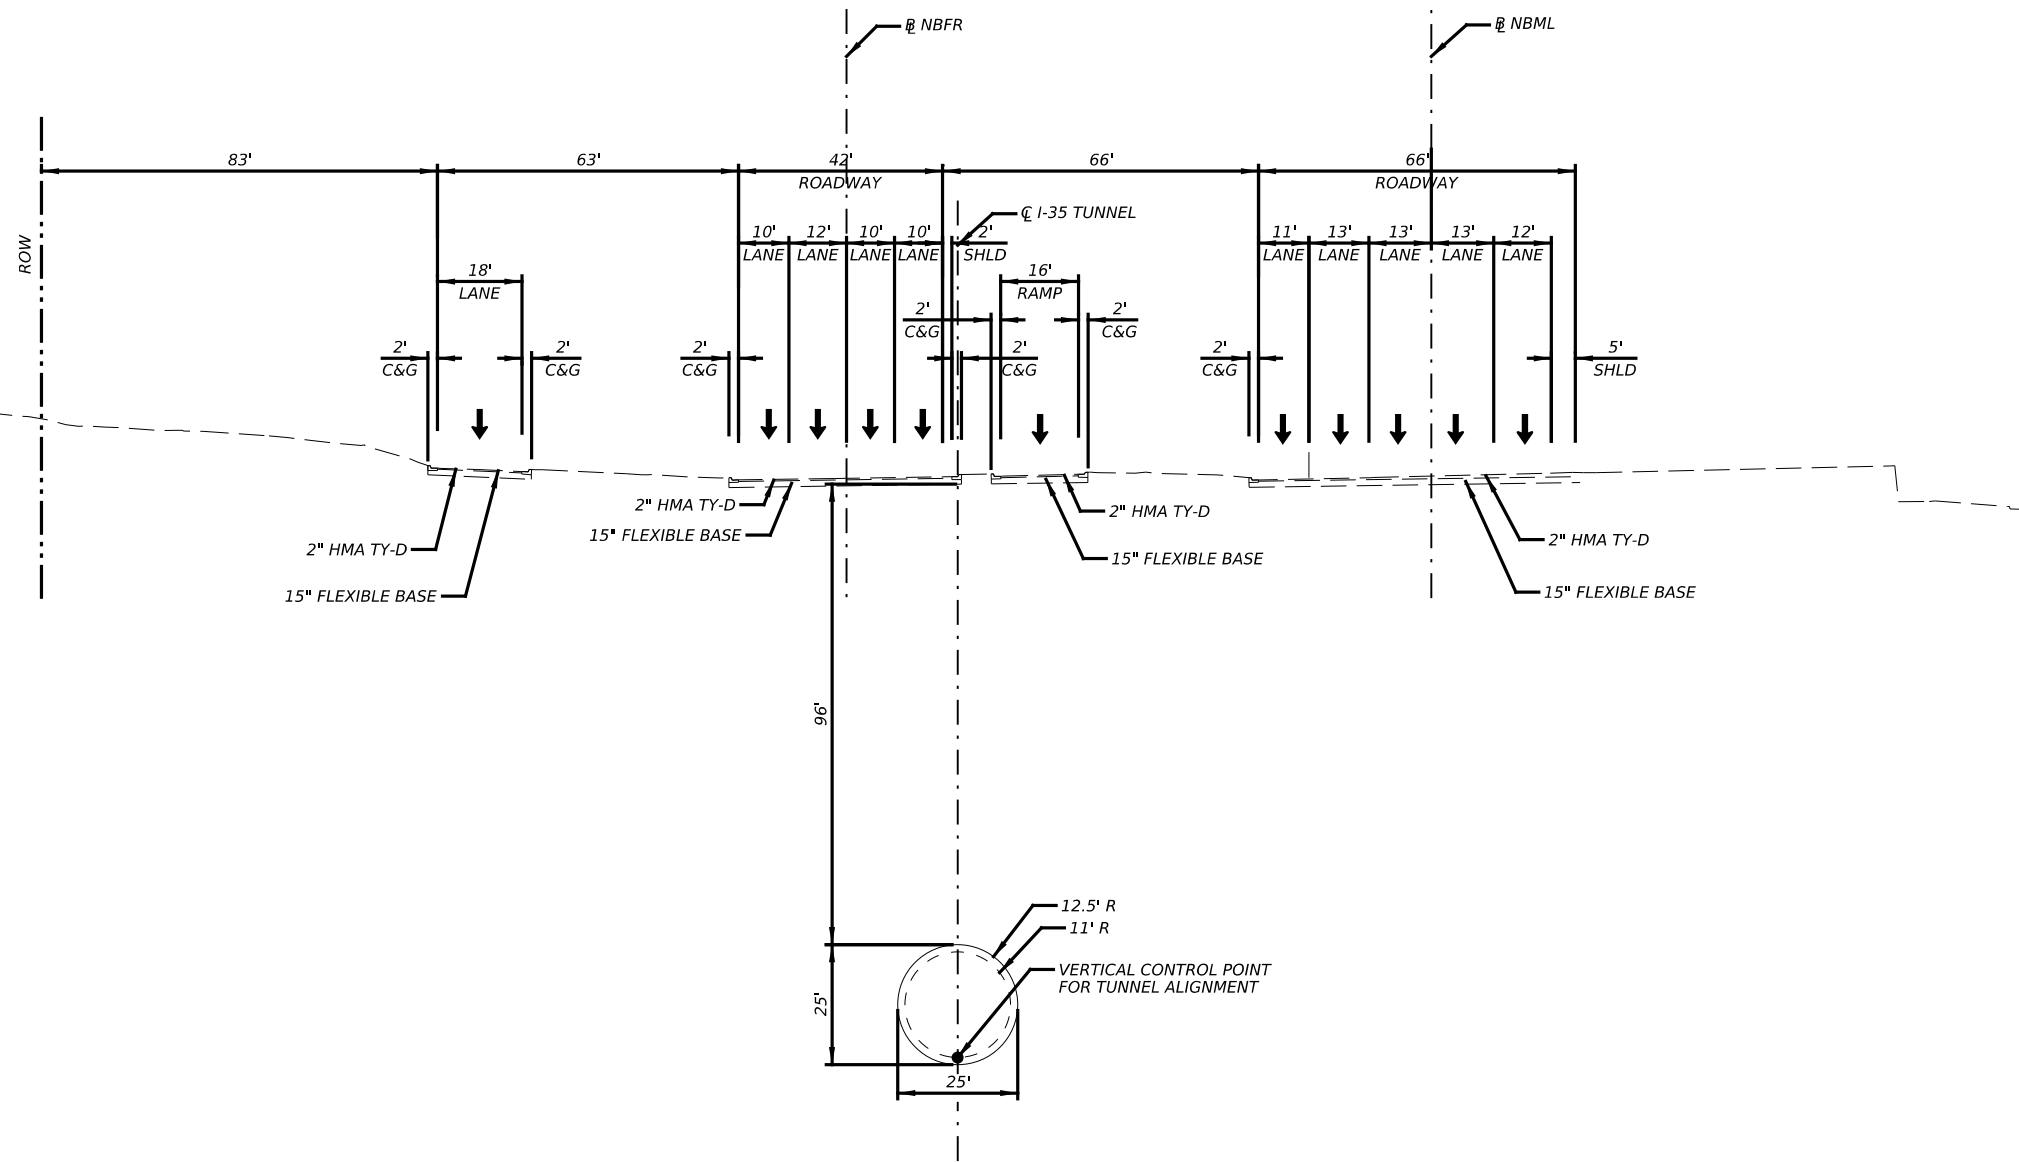 ℄ NBFR
℄ NBML
83'
63'
42'
66'
66'
ROADWAY
ROADWAY
℄ I-35 TUNNEL
ROW
10'
12'
10'
10'
2'
11'
13'
13'
13'
12'
LANE
LANE
LANE
LANE
SHLD
LANE
LANE
LANE
LANE
LANE
18'
LANE
16'
RAMP
2'
C&G
2'
C&G
2'
C&G
2'
C&G
2'
C&G
2'
C&G
2'
C&G
5'
SHLD
2" HMA TY-D
15" FLEXIBLE BASE
2" HMA TY-D
15" FLEXIBLE BASE
2" HMA TY-D
15" FLEXIBLE BASE
2" HMA TY-D
15" FLEXIBLE BASE
96'
12.5' R
11' R
VERTICAL CONTROL POINT
FOR TUNNEL ALIGNMENT
25'
25'